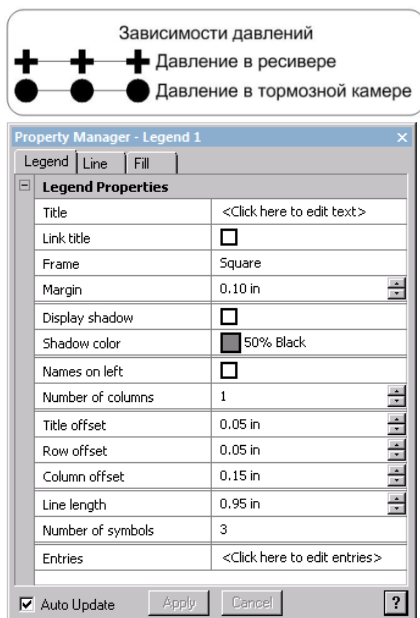 Зависимости давлений
Давление в ресивере
Давление в тормозной камере
Property Manager - Legend 1
Legend Line Fill
Legend Properties
Title <Click here to edit text>
Link title
Frame Square
Margin 0.10 in
Display shadow
Shadow color 50% Black
Names on left
Number of columns 1
Title offset 0.05 in
Row offset 0.05 in
Column offset 0.15 in
Line length 0.95 in
Number of symbols 3
Entries <Click here to edit entries>
Auto Update Apply Cancel ?